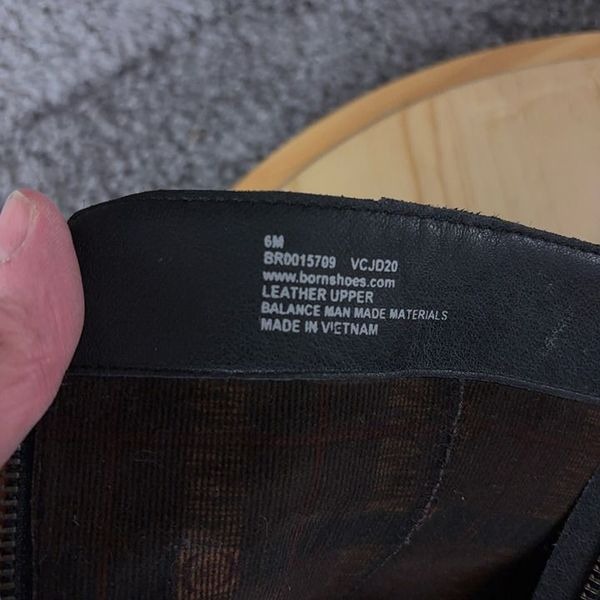 6M
BR0015709 VCJD20
www.bornshoes.com
LEATHER UPPER
BALANCE MAN MADE MATERIALS
MADE IN VIETNAM